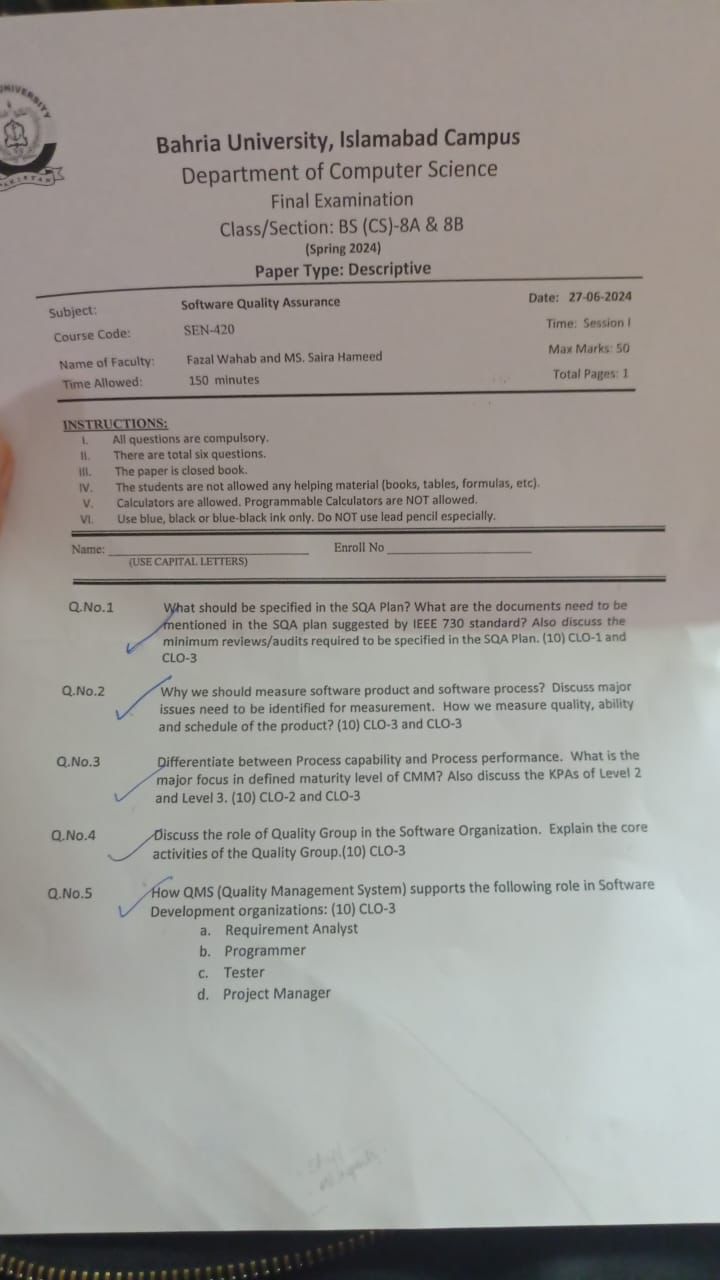 UNIVERSITY
PAKISTAN
Bahria University, Islamabad Campus
Department of Computer Science
Final Examination
Class/Section: BS (CS)-8A & 8B
(Spring 2024)
Paper Type: Descriptive
Subject: Software Quality Assurance Date: 27-06-2024
Course Code: SEN-420 Time: Session I
Name of Faculty: Fazal Wahab and MS. Saira Hameed Max Marks: 50
Time Allowed: 150 minutes Total Pages: 1
INSTRUCTIONS:
I. All questions are compulsory.
II. There are total six questions.
III. The paper is closed book.
IV. The students are not allowed any helping material (books, tables, formulas, etc).
V. Calculators are allowed. Programmable Calculators are NOT allowed.
VI. Use blue, black or blue-black ink only. Do NOT use lead pencil especially.
Name: Enroll No
(USE CAPITAL LETTERS)
Q.No.1 What should be specified in the SQA Plan? What are the documents need to be
mentioned in the SQA plan suggested by IEEE 730 standard? Also discuss the
minimum reviews/audits required to be specified in the SQA Plan. (10) CLO-1 and
CLO-3
Q.No.2 Why we should measure software product and software process? Discuss major
issues need to be identified for measurement. How we measure quality, ability
and schedule of the product? (10) CLO-3 and CLO-3
Q.No.3 Differentiate between Process capability and Process performance. What is the
major focus in defined maturity level of CMM? Also discuss the KPAs of Level 2
and Level 3. (10) CLO-2 and CLO-3
Q.No.4 Discuss the role of Quality Group in the Software Organization. Explain the core
activities of the Quality Group.(10) CLO-3
Q.No.5 How QMS (Quality Management System) supports the following role in Software
Development organizations: (10) CLO-3
a. Requirement Analyst
b. Programmer
c. Tester
d. Project Manager